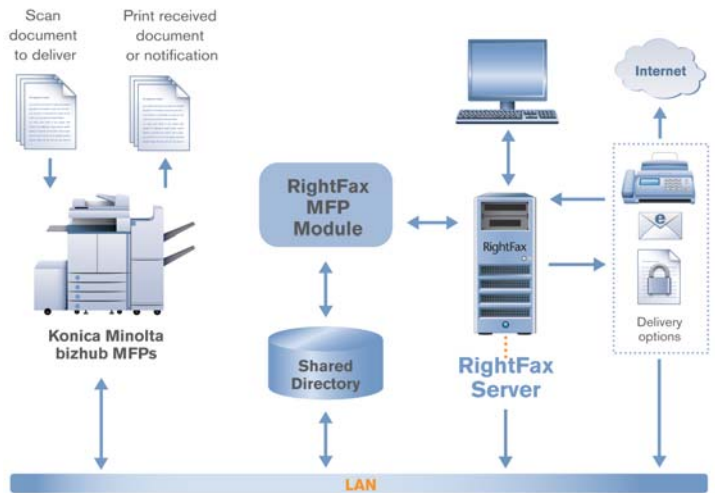 Scan
document
to deliver
Print received
document
or notification
Internet
RightFax
MFP
Module
RightFax
e
Konica Minolta
bizhub MFPs
Shared
Directory
RightFax
Server
Delivery
options
LAN